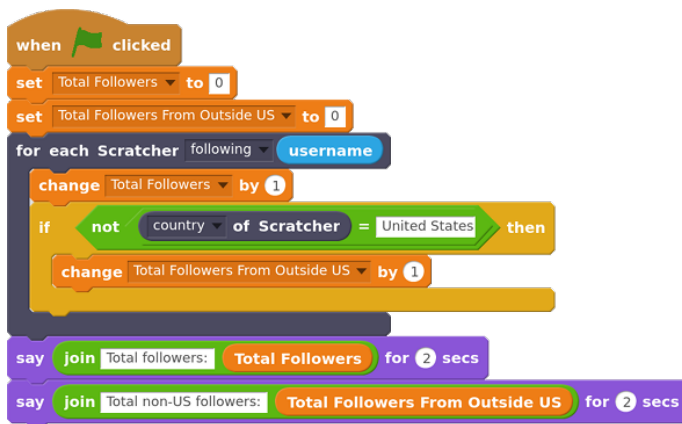 when clicked
set Total Followers to 0
set Total Followers From Outside US to 0
for each Scratcher following username
change Total Followers by 1
if not country of Scratcher = United States then
change Total Followers From Outside US by 1
say join Total followers: Total Followers for 2 secs
say join Total non-US followers: Total Followers From Outside US for 2 secs